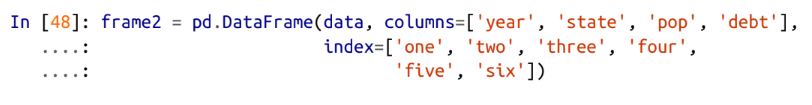 In [48]: frame2 = pd.DataFrame(data, columns=['year', 'state', 'pop', 'debt'],
....: index=['one', 'two', 'three', 'four',
....: 'five', 'six'])